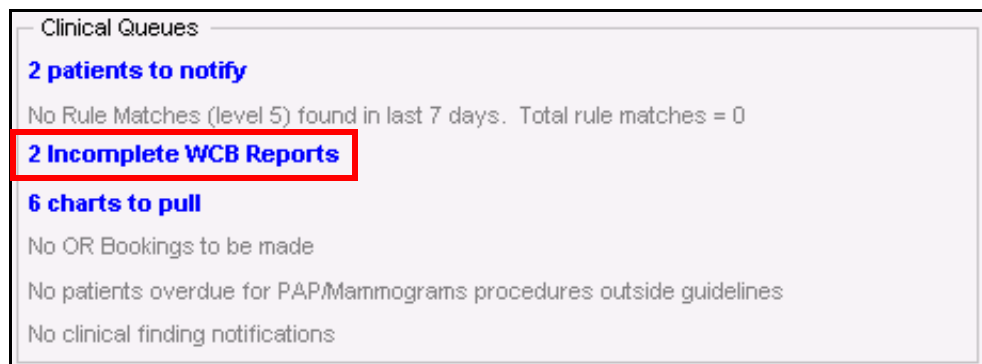 Clinical Queues
2 patients to notify
No Rule Matches (level 5) found in last 7 days.  Total rule matches = 0
2 Incomplete WCB Reports
6 charts to pull
No OR Bookings to be made
No patients overdue for PAP/Mammograms procedures outside guidelines
No clinical finding notifications